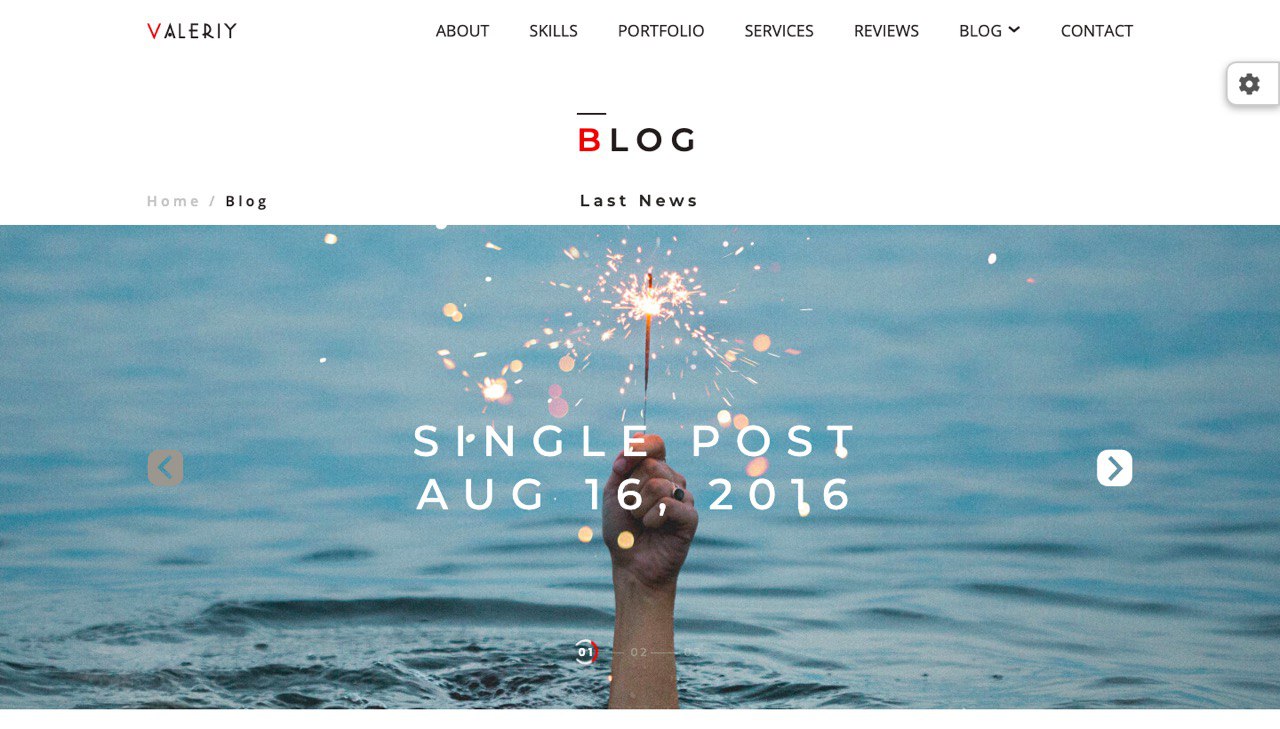 VALERIY
ABOUT SKILLS PORTFOLIO SERVICES REVIEWS BLOG CONTACT
BLOG
Home / Blog
Last News
SINGLE POST
AUG 16, 2016
01 02 03